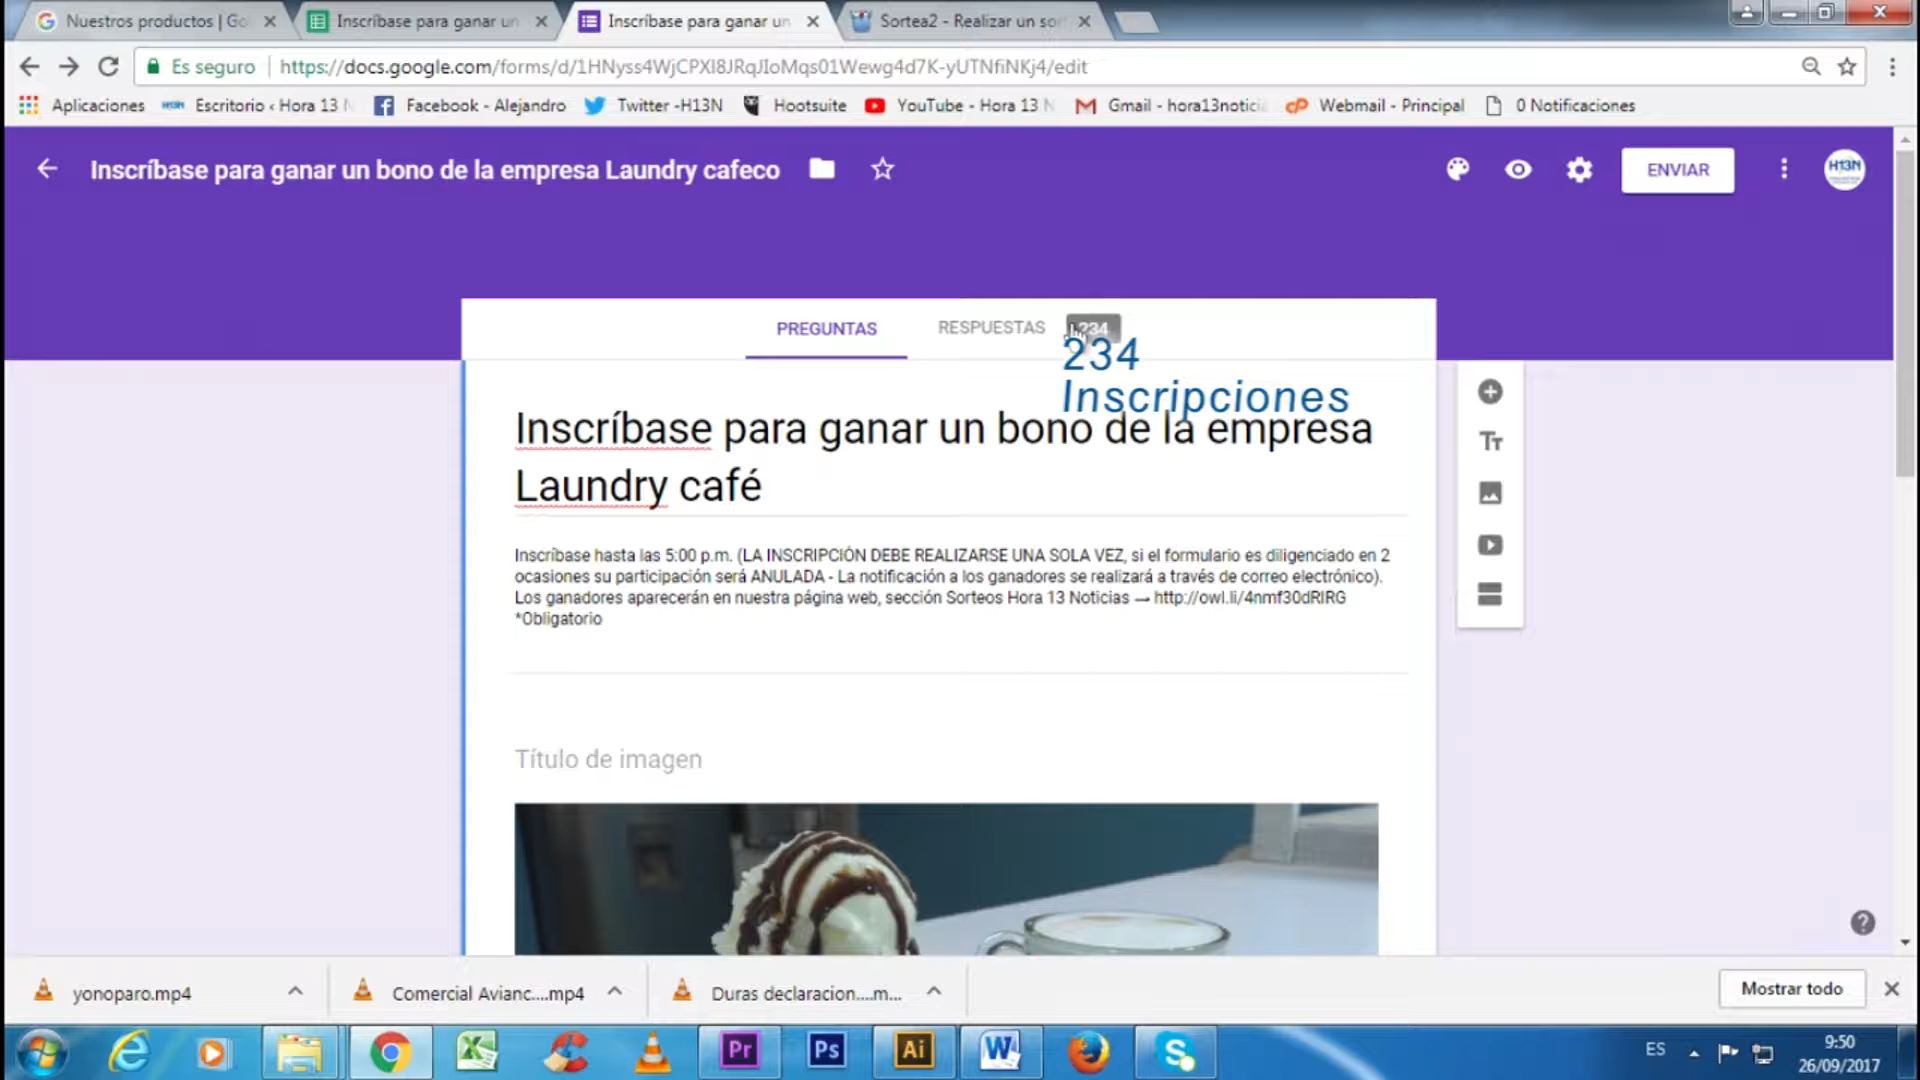 Nuestros productos | Go
Inscríbase para ganar un
Inscríbase para ganar un
Sortea2 - Realizar un sor
Es seguro
https://docs.google.com/forms/d/1HNyss4WjCPXl8JRqJIoMqs01Wewg4d7K-yUTNfiNKj4/edit
Aplicaciones
Escritorio ‹ Hora 13 N
Facebook - Alejandro
Twitter -H13N
Hootsuite
YouTube - Hora 13 N
Gmail - hora13notici
Webmail - Principal
0 Notificaciones
Inscríbase para ganar un bono de la empresa Laundry cafeco
ENVIAR
H13N
PREGUNTAS
RESPUESTAS
234
234
Inscripciones
Inscríbase para ganar un bono de la empresa
Laundry café
Inscríbase hasta las 5:00 p.m. (LA INSCRIPCIÓN DEBE REALIZARSE UNA SOLA VEZ, si el formulario es diligenciado en 2
ocasiones su participación será ANULADA - La notificación a los ganadores se realizará a través de correo electrónico).
Los ganadores aparecerán en nuestra página web, sección Sorteos Hora 13 Noticias → http://owl.li/4nmf30dRIRG
*Obligatorio
Título de imagen
yonoparo.mp4
Comercial Avianc....mp4
Duras declaracion....m...
Mostrar todo
Pr
Ps
Ai
ES
9:50
26/09/2017